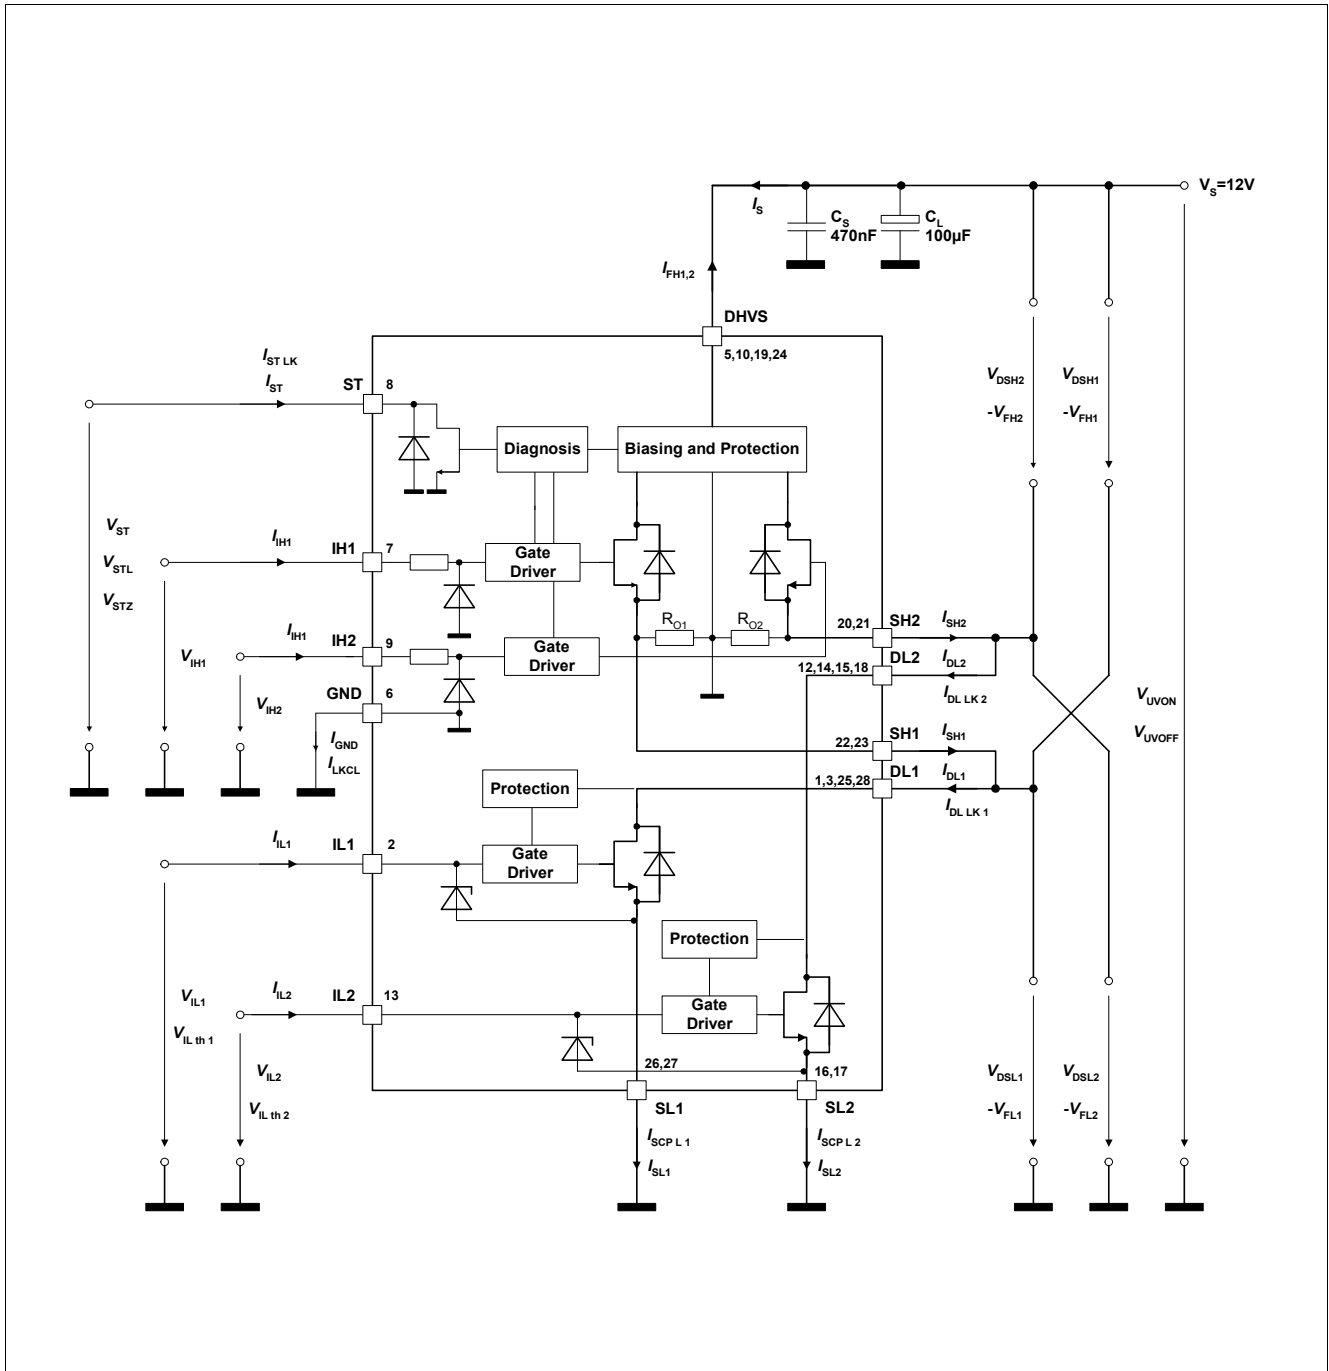 V_S=12V
I_S
C_S
470nF
C_L
100µF
I_FH1,2
DHVS
5,10,19,24
I_ST LK
I_ST
ST
8
V_DSH2
-V_FH2
V_DSH1
-V_FH1
Diagnosis
Biasing and Protection
V_ST
V_STL
V_STZ
I_IH1
IH1
7
Gate
Driver
R_O1
R_O2
20,21
SH2
I_SH2
I_IH1
IH2
9
Gate
Driver
12,14,15,18
DL2
I_DL2
I_DL LK 2
V_IH1
V_IH2
GND
6
I_GND
I_LKCL
V_UVON
V_UVOFF
22,23
SH1
I_SH1
1,3,25,28
DL1
I_DL1
I_DL LK 1
Protection
I_IL1
IL1
2
Gate
Driver
Protection
V_IL1
V_IL th 1
I_IL2
IL2
13
Gate
Driver
V_IL2
V_IL th 2
26,27
16,17
SL1
SL2
V_DSL1
-V_FL1
V_DSL2
-V_FL2
I_SCP L 1
I_SL1
I_SCP L 2
I_SL2